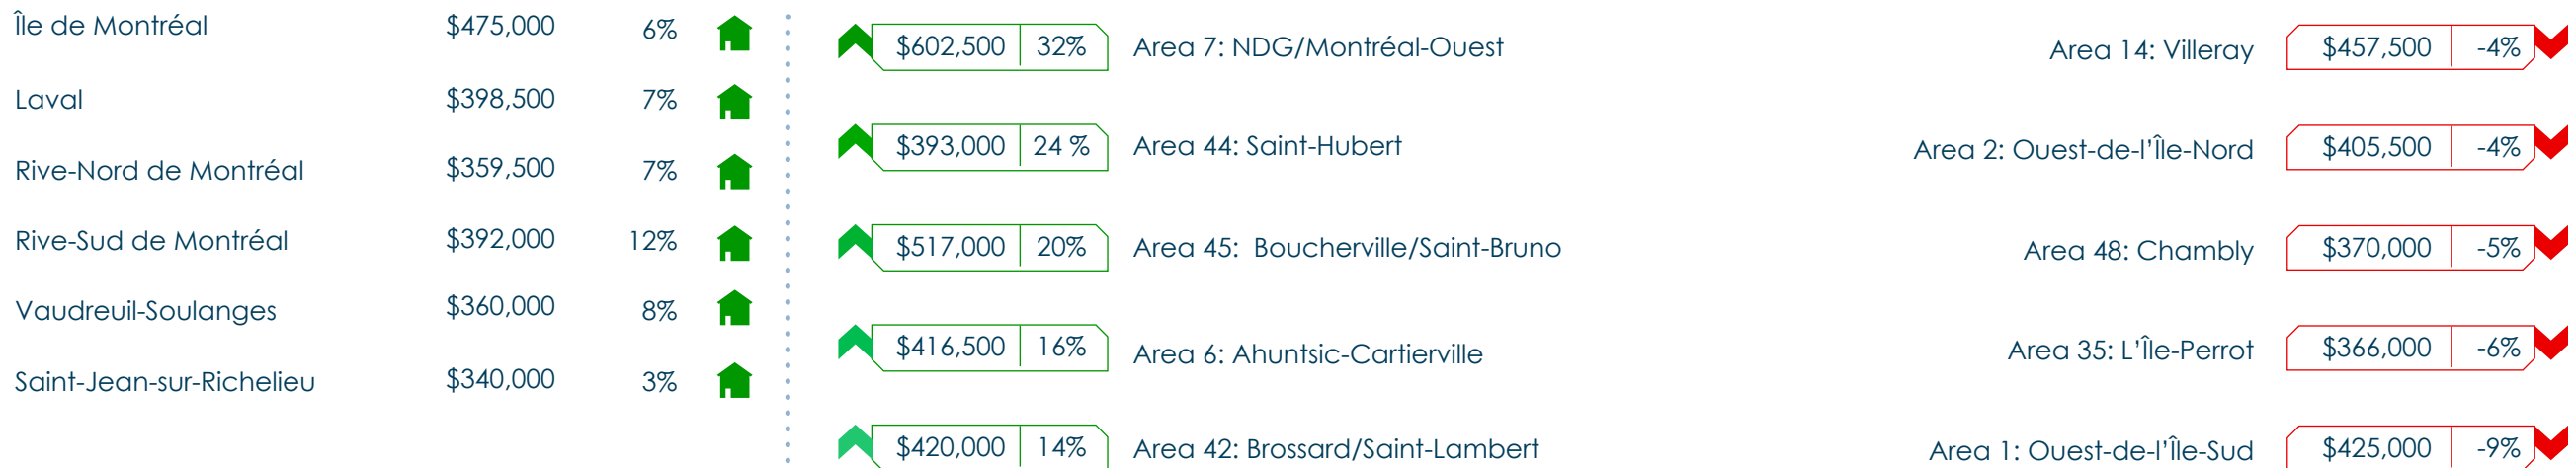 Île de Montréal $475,000 6%
Laval $398,500 7%
Rive-Nord de Montréal $359,500 7%
Rive-Sud de Montréal $392,000 12%
Vaudreuil-Soulanges $360,000 8%
Saint-Jean-sur-Richelieu $340,000 3%
$602,500 32% Area 7: NDG/Montréal-Ouest
$393,000 24 % Area 44: Saint-Hubert
$517,000 20% Area 45: Boucherville/Saint-Bruno
$416,500 16% Area 6: Ahuntsic-Cartierville
$420,000 14% Area 42: Brossard/Saint-Lambert
Area 14: Villeray $457,500 -4%
Area 2: Ouest-de-l'Île-Nord $405,500 -4%
Area 48: Chambly $370,000 -5%
Area 35: L'Île-Perrot $366,000 -6%
Area 1: Ouest-de-l'Île-Sud $425,000 -9%